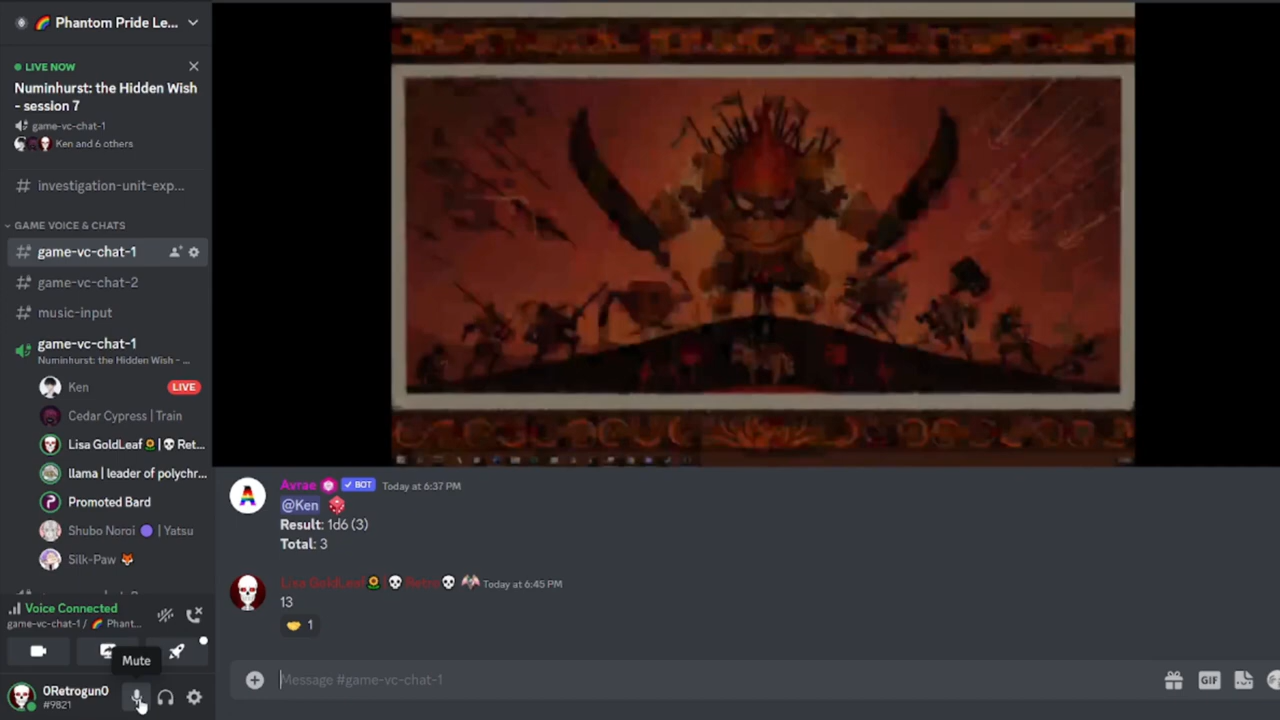 Phantom Pride Le...
LIVE NOW
Numinhurst: the Hidden Wish
- session 7
game-vc-chat-1
Ken and 6 others
investigation-unit-exp...
GAME VOICE & CHATS
game-vc-chat-1
game-vc-chat-2
music-input
game-vc-chat-1
Numinhurst: the Hidden Wish - ...
Ken LIVE
Cedar Cypress | Train
Lisa GoldLeaf | Ret...
llama | leader of polychr...
Promoted Bard
Shubo Noroi | Yatsu
Silk-Paw
Voice Connected
game-vc-chat-1 / Phant...
Mute
0Retrogun0
#9821
Avrae BOT Today at 6:37 PM
@Ken
Result: 1d6 (3)
Total: 3
Lisa GoldLeaf | Retro Today at 6:45 PM
13
1
Message #game-vc-chat-1
GIF